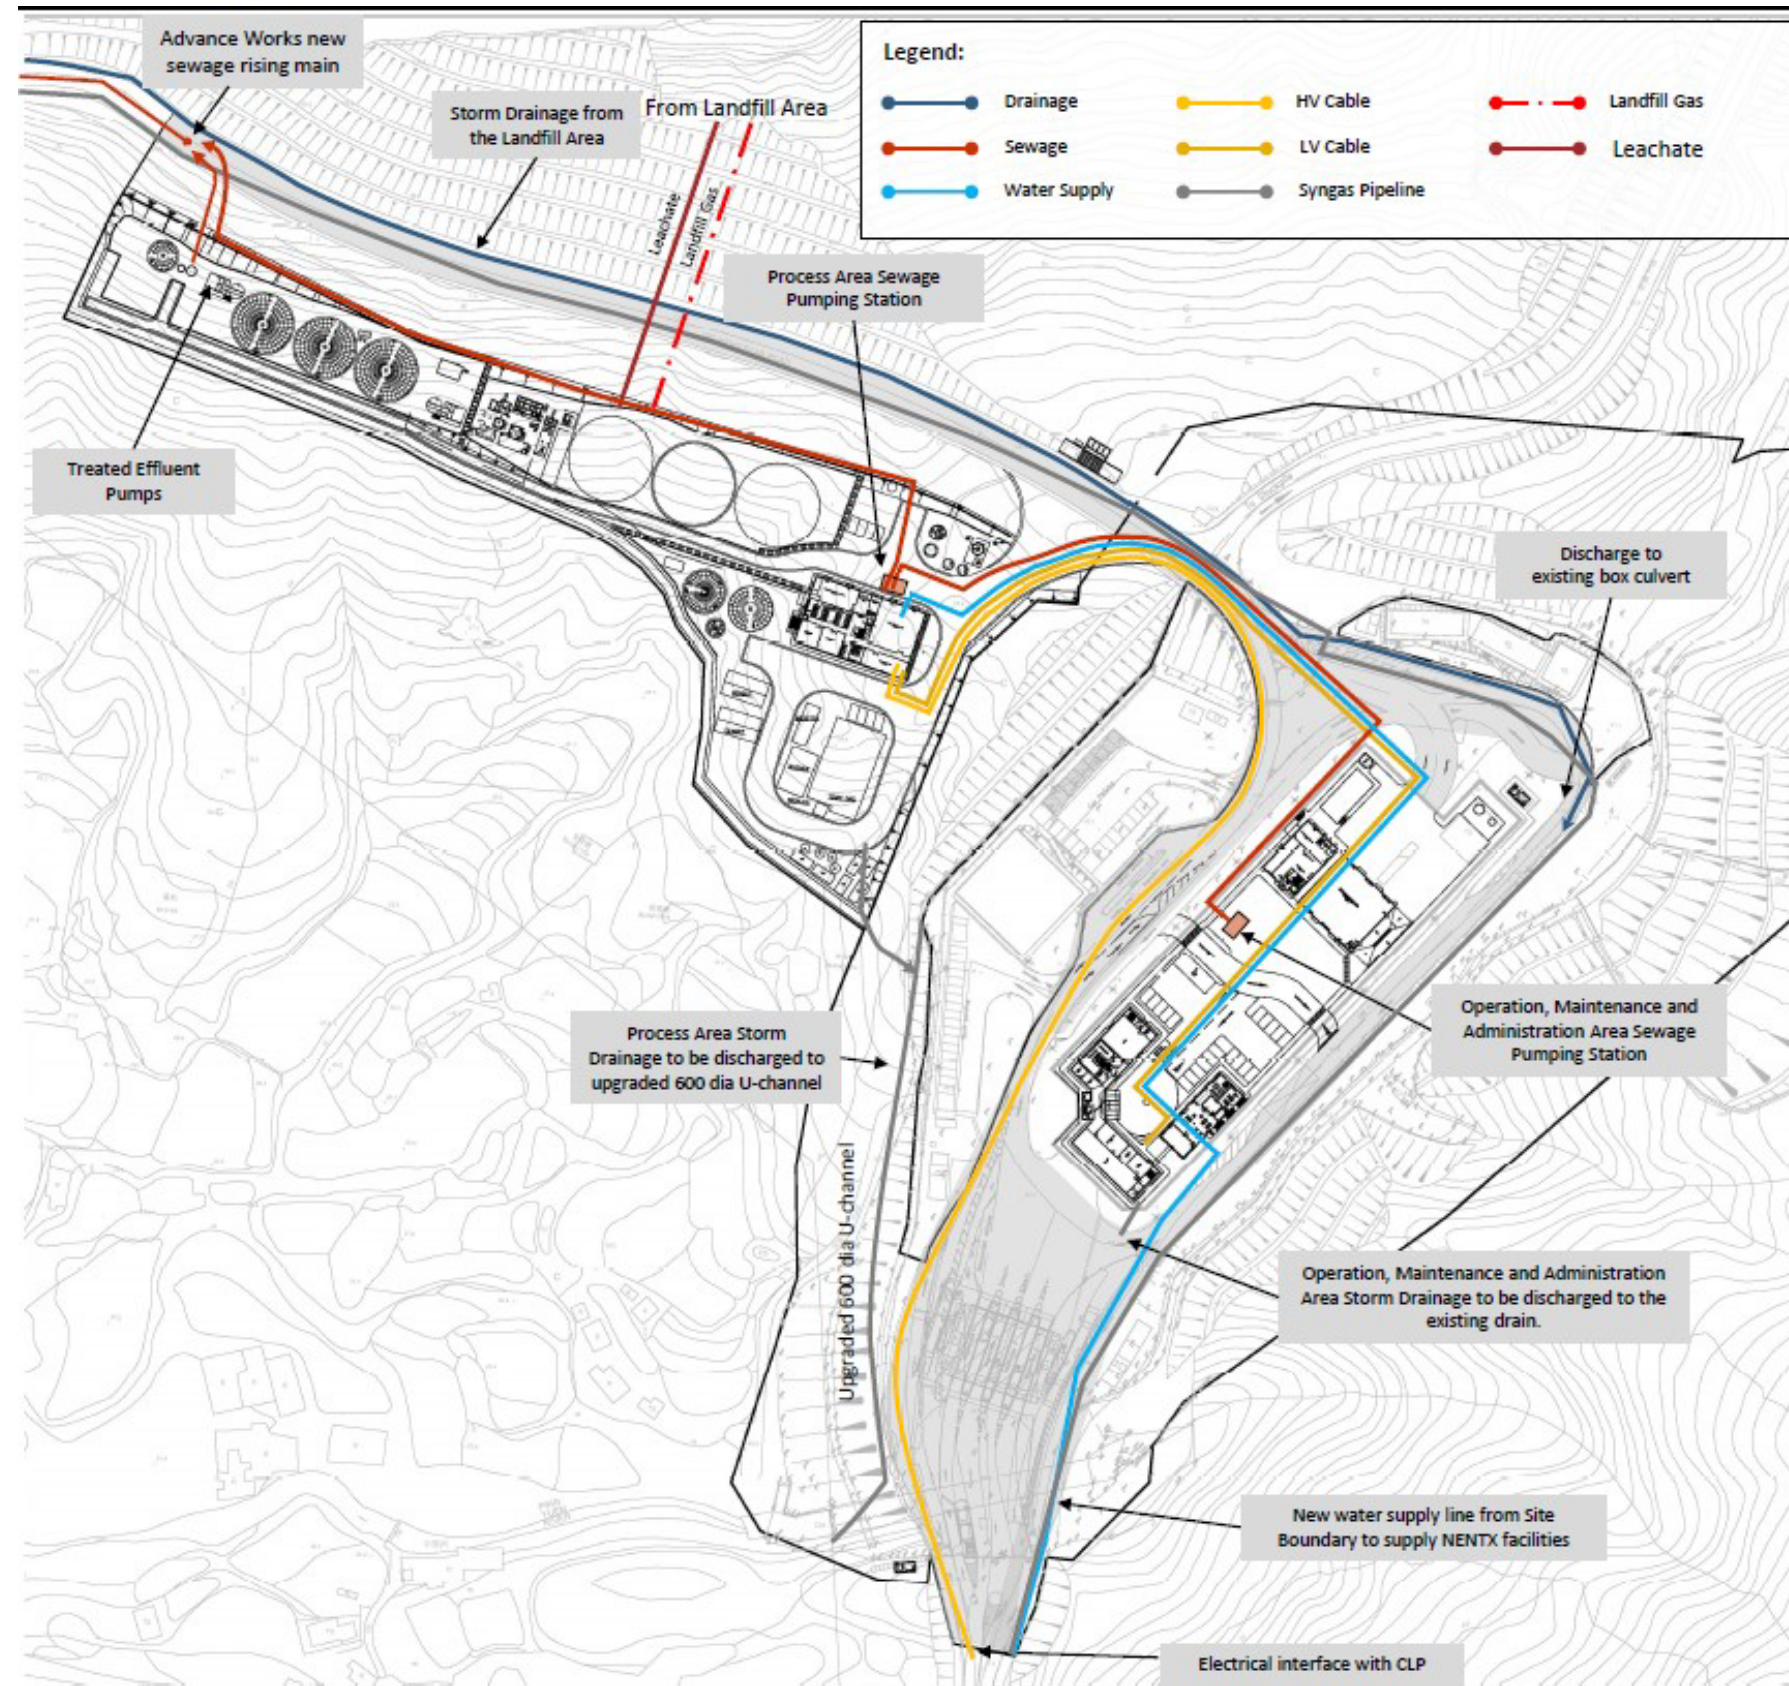 Advance Works new
sewage rising main
Storm Drainage from
the Landfill Area
From Landfill Area
Legend:
Drainage
HV Cable
Landfill Gas
Sewage
LV Cable
Leachate
Water Supply
Syngas Pipeline
Leachate
Landfill Gas
Process Area Sewage
Pumping Station
Treated Effluent
Pumps
Discharge to
existing box culvert
Process Area Storm
Drainage to be discharged to
upgraded 600 dia U-channel
Operation, Maintenance and
Administration Area Sewage
Pumping Station
Upgraded 600 dia U-channel
Operation, Maintenance and Administration
Area Storm Drainage to be discharged to the
existing drain.
New water supply line from Site
Boundary to supply NENTX facilities
Electrical interface with CLP